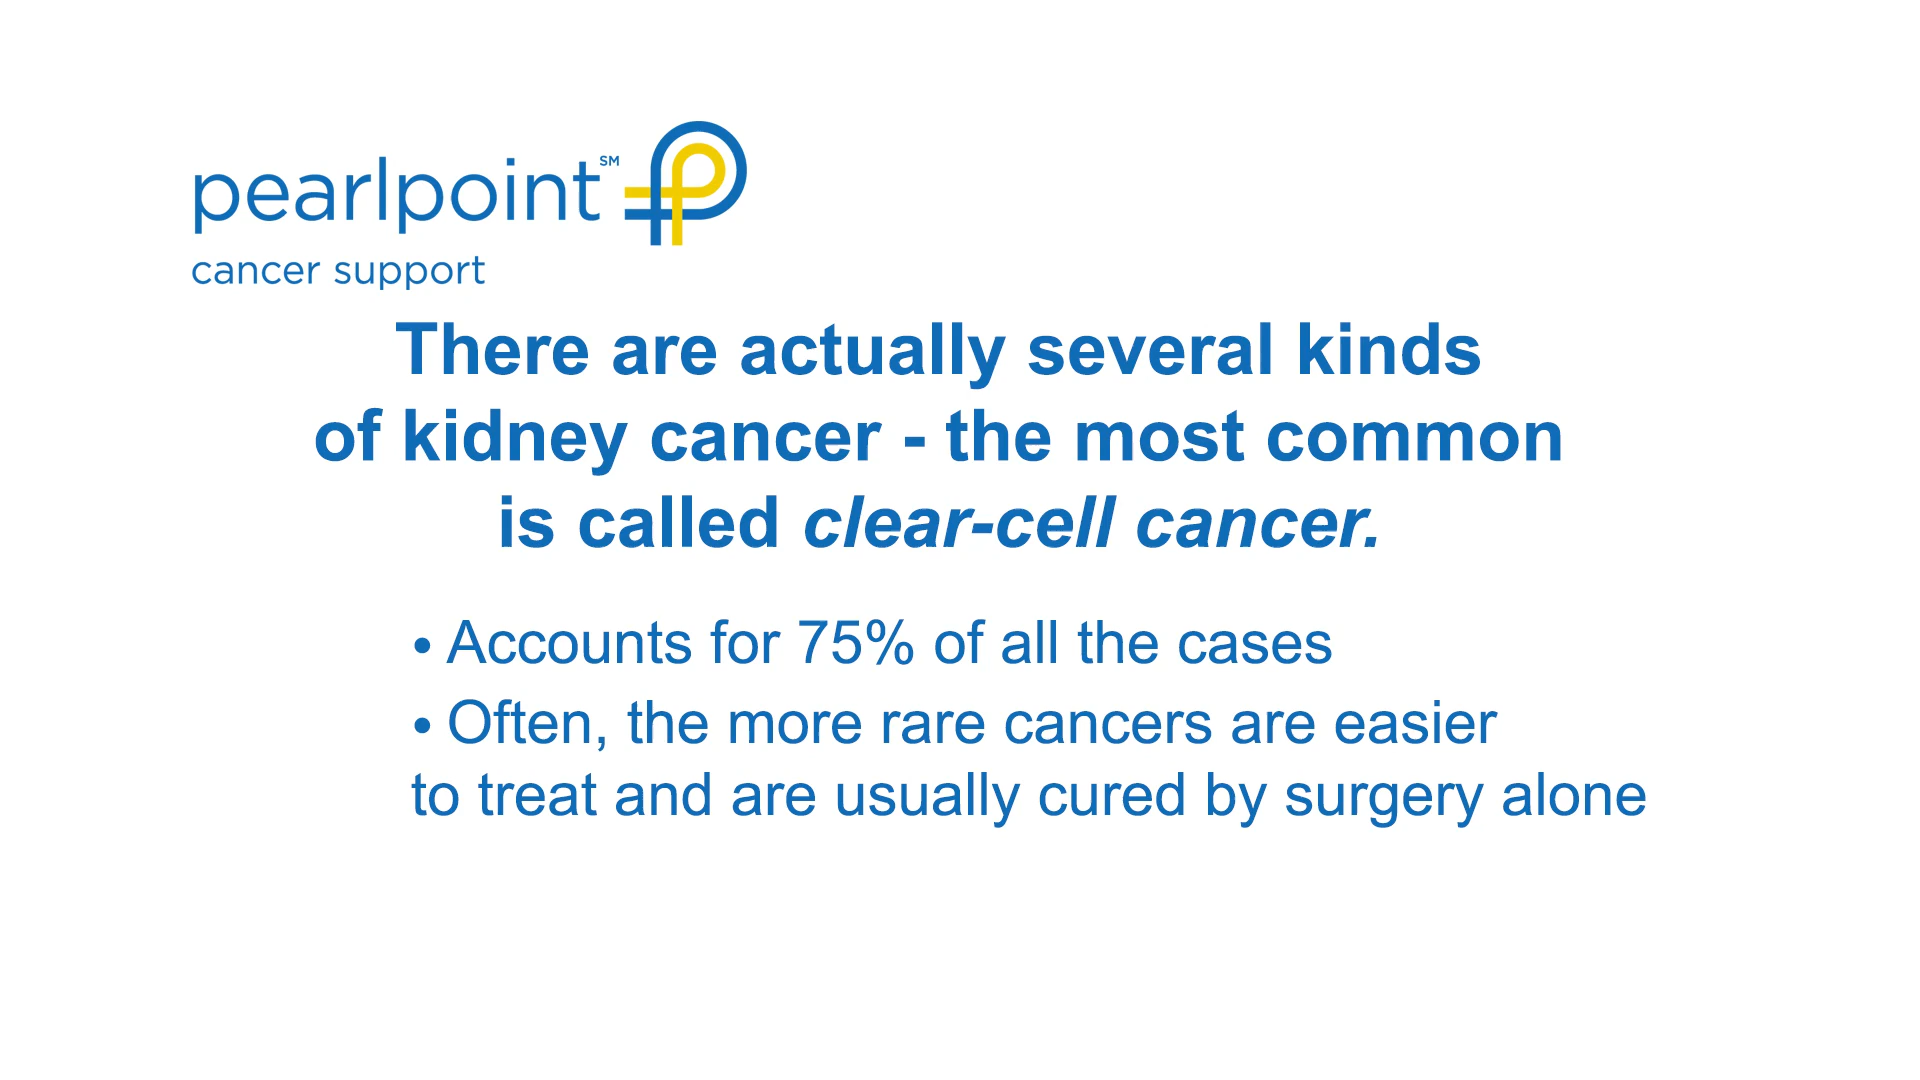 pearlpoint℠
cancer support
There are actually several kinds
of kidney cancer - the most common
is called clear-cell cancer.
• Accounts for 75% of all the cases
• Often, the more rare cancers are easier
to treat and are usually cured by surgery alone